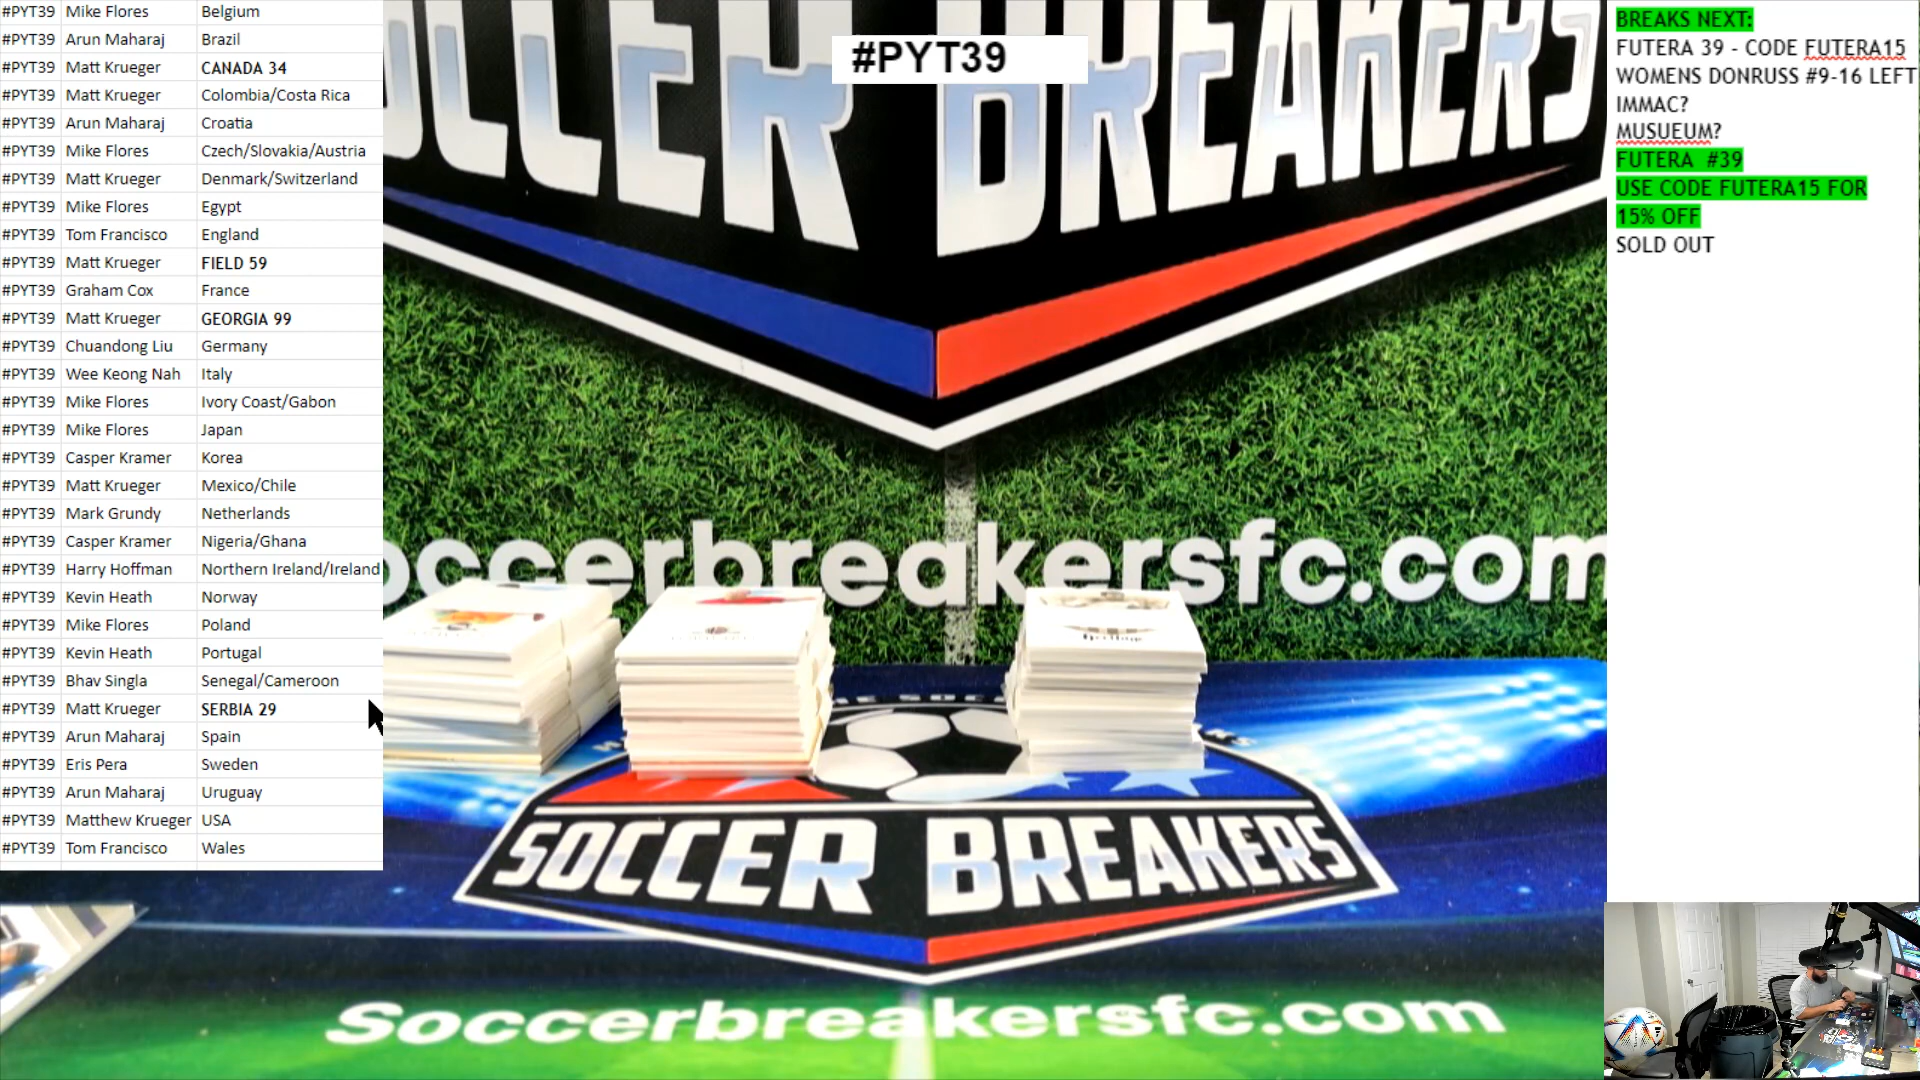 #PYT39 Mike Flores Belgium
#PYT39 Arun Maharaj Brazil
#PYT39 Matt Krueger CANADA 34
#PYT39 Matt Krueger Colombia/Costa Rica
#PYT39 Arun Maharaj Croatia
#PYT39 Mike Flores Czech/Slovakia/Austria
#PYT39 Matt Krueger Denmark/Switzerland
#PYT39 Mike Flores Egypt
#PYT39 Tom Francisco England
#PYT39 Matt Krueger FIELD 59
#PYT39 Graham Cox France
#PYT39 Matt Krueger GEORGIA 99
#PYT39 Chuandong Liu Germany
#PYT39 Wee Keong Nah Italy
#PYT39 Mike Flores Ivory Coast/Gabon
#PYT39 Mike Flores Japan
#PYT39 Casper Kramer Korea
#PYT39 Matt Krueger Mexico/Chile
#PYT39 Mark Grundy Netherlands
#PYT39 Casper Kramer Nigeria/Ghana
#PYT39 Harry Hoffman Northern Ireland/Ireland
#PYT39 Kevin Heath Norway
#PYT39 Mike Flores Poland
#PYT39 Kevin Heath Portugal
#PYT39 Bhav Singla Senegal/Cameroon
#PYT39 Matt Krueger SERBIA 29
#PYT39 Arun Maharaj Spain
#PYT39 Eris Pera Sweden
#PYT39 Arun Maharaj Uruguay
#PYT39 Matthew Krueger USA
#PYT39 Tom Francisco Wales
#PYT39
OCCER BREAKERS
occerbreakersfc.com
SOCCER BREAKERS
Soccerbreakersfc.com
BREAKS NEXT:
FUTERA 39 - CODE FUTERA15
WOMENS DONRUSS #9-16 LEFT
IMMAC?
MUSUEUM?
FUTERA #39
USE CODE FUTERA15 FOR
15% OFF
SOLD OUT